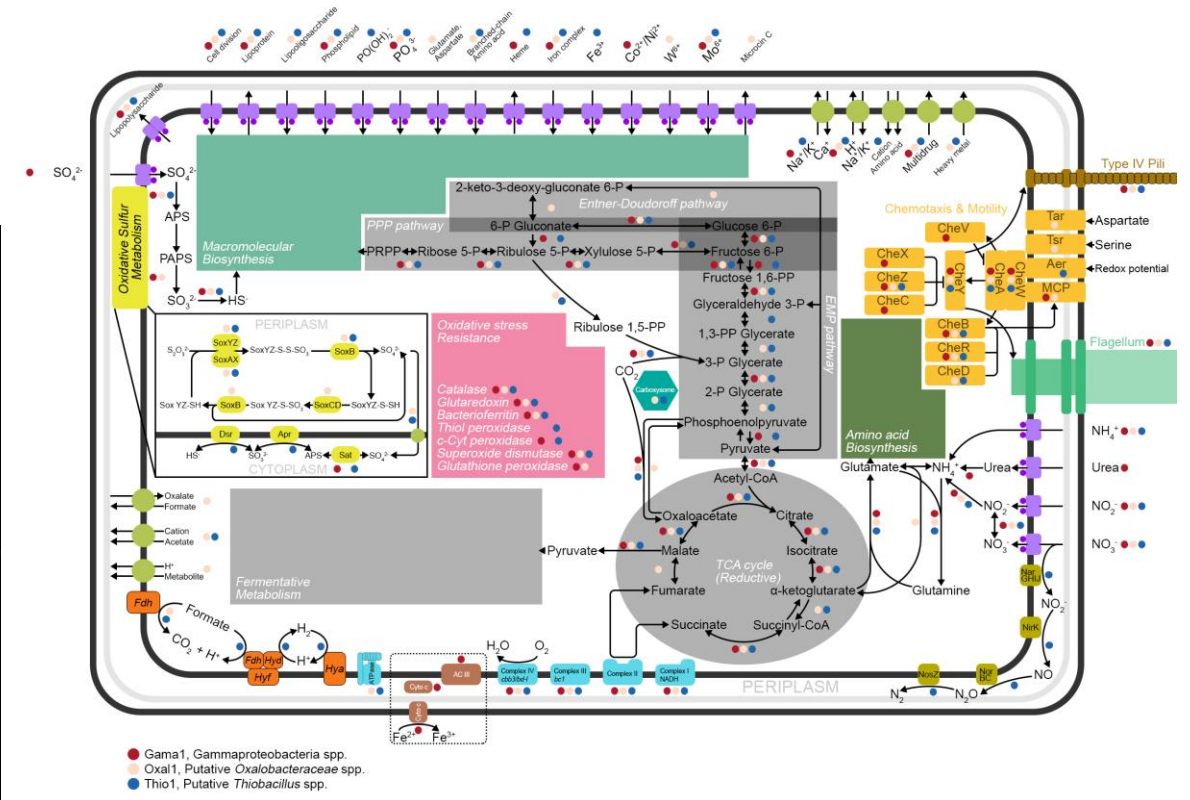 Cell division
Lipoprotein
Lipooligosaccharide
Phospholipid
PO(OH)₂⁻
PO₄³⁻
Glutamate,
Aspartate
Branched-chain
Amino acid
Heme
Iron complex
Fe³⁺
Co²⁺/Ni²⁺
W⁶⁺
Mo⁶⁺
Microcin C
Lipopolysaccharide
Na⁺/K⁺
Ca⁺
H⁺
Na⁺/K⁺
Cation
Amino acid
Multidrug
Heavy metal
Type IV Pili
SO₄²⁻
SO₄²⁻
APS
PAPS
SO₃²⁻
HS⁻
Oxidative Sulfur
Metabolism
Macromolecular
Biosynthesis
2-keto-3-deoxy-gluconate 6-P
Entner-Doudoroff pathway
PPP pathway
6-P Gluconate
Glucose 6-P
PRPP
Ribose 5-P
Ribulose 5-P
Xylulose 5-P
Fructose 6-P
Fructose 1,6-PP
Glyceraldehyde 3-P
1,3-PP Glycerate
3-P Glycerate
2-P Glycerate
Phosphoenolpyruvate
Pyruvate
Acetyl-CoA
EMP pathway
Ribulose 1,5-PP
CO₂
Carboxysome
Chemotaxis & Motility
CheV
CheX
CheZ
CheC
CheY
CheA
CheW
CheB
CheR
CheD
Tar
Tsr
Aer
MCP
Aspartate
Serine
Redox potential
Flagellum
PERIPLASM
SoxYZ
SoxAX
S₂O₃²⁻
SoxYZ-S-S-SO₃
SoxB
SO₄²⁻
Sox YZ-SH
SoxB
Sox YZ-S-SO₃
SoxCD
SoxYZ-S-SH
Dsr
Apr
Sat
HS⁻
SO₄²⁻
APS
SO₄²⁻
CYTOPLASM
Oxidative stress
Resistance
Catalase
Glutaredoxin
Bacterioferritin
Thiol peroxidase
c-Cyt peroxidase
Superoxide dismutase
Glutathione peroxidase
Amino acid
Biosynthesis
Glutamate
NH₄⁺
Urea
NO₂⁻
NO₃⁻
NH₄⁺
Urea
NO₂⁻
NO₃⁻
Glutamine
Nar
GHIJ
NO₂⁻
NirK
NO
Nor
BC
N₂O
NosZ
N₂
Oxalate
Formate
Cation
Acetate
H⁺
Metabolite
Fermentative
Metabolism
Pyruvate
Oxaloacetate
Citrate
Malate
Isocitrate
TCA cycle
(Reductive)
Fumarate
α-ketoglutarate
Succinate
Succinyl-CoA
Fdh
Formate
CO₂ + H⁺
H₂
H⁺
Fdh
Hyd
Hyf
Hya
ATPase
AC III
Cyto c
Cyto c
Fe²⁺
Fe³⁺
H₂O
O₂
Complex IV
Complex III
bc1
Complex II
Complex I
NADH
PERIPLASM
Gama1, Gammaproteobacteria spp.
Oxal1, Putative Oxalobacteraceae spp.
Thio1, Putative Thiobacillus spp.